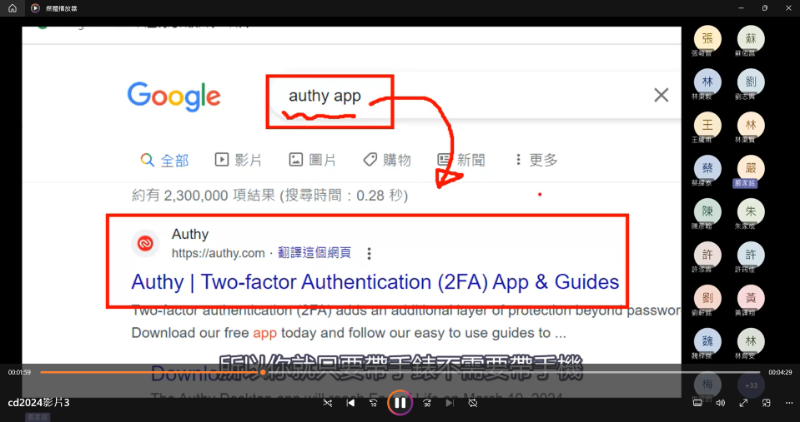 媒體播放器
Google
authy app
全部
影片
圖片
購物
新聞
更多
約有 2,300,000 項結果 (搜尋時間：0.28 秒)
Authy
https://authy.com · 翻譯這個網頁
Authy | Two-factor Authentication (2FA) App & Guides
Two-factor authentication (2FA) adds an additional layer of protection beyond passwor
Download our free app today and follow our easy to use guides to ...
所以你就只要帶手錶不需要帶手機
張
蘇
林
劉
王
林
蔡
嚴
陳
朱
許
許
劉
黃
魏
林
梅
+33
00:01:59
00:04:29
cd2024影片3